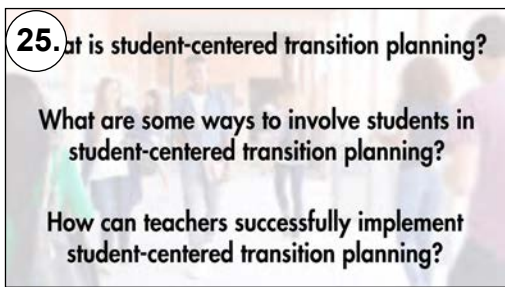 25.
at is student-centered transition planning?
What are some ways to involve students in
student-centered transition planning?
How can teachers successfully implement
student-centered transition planning?